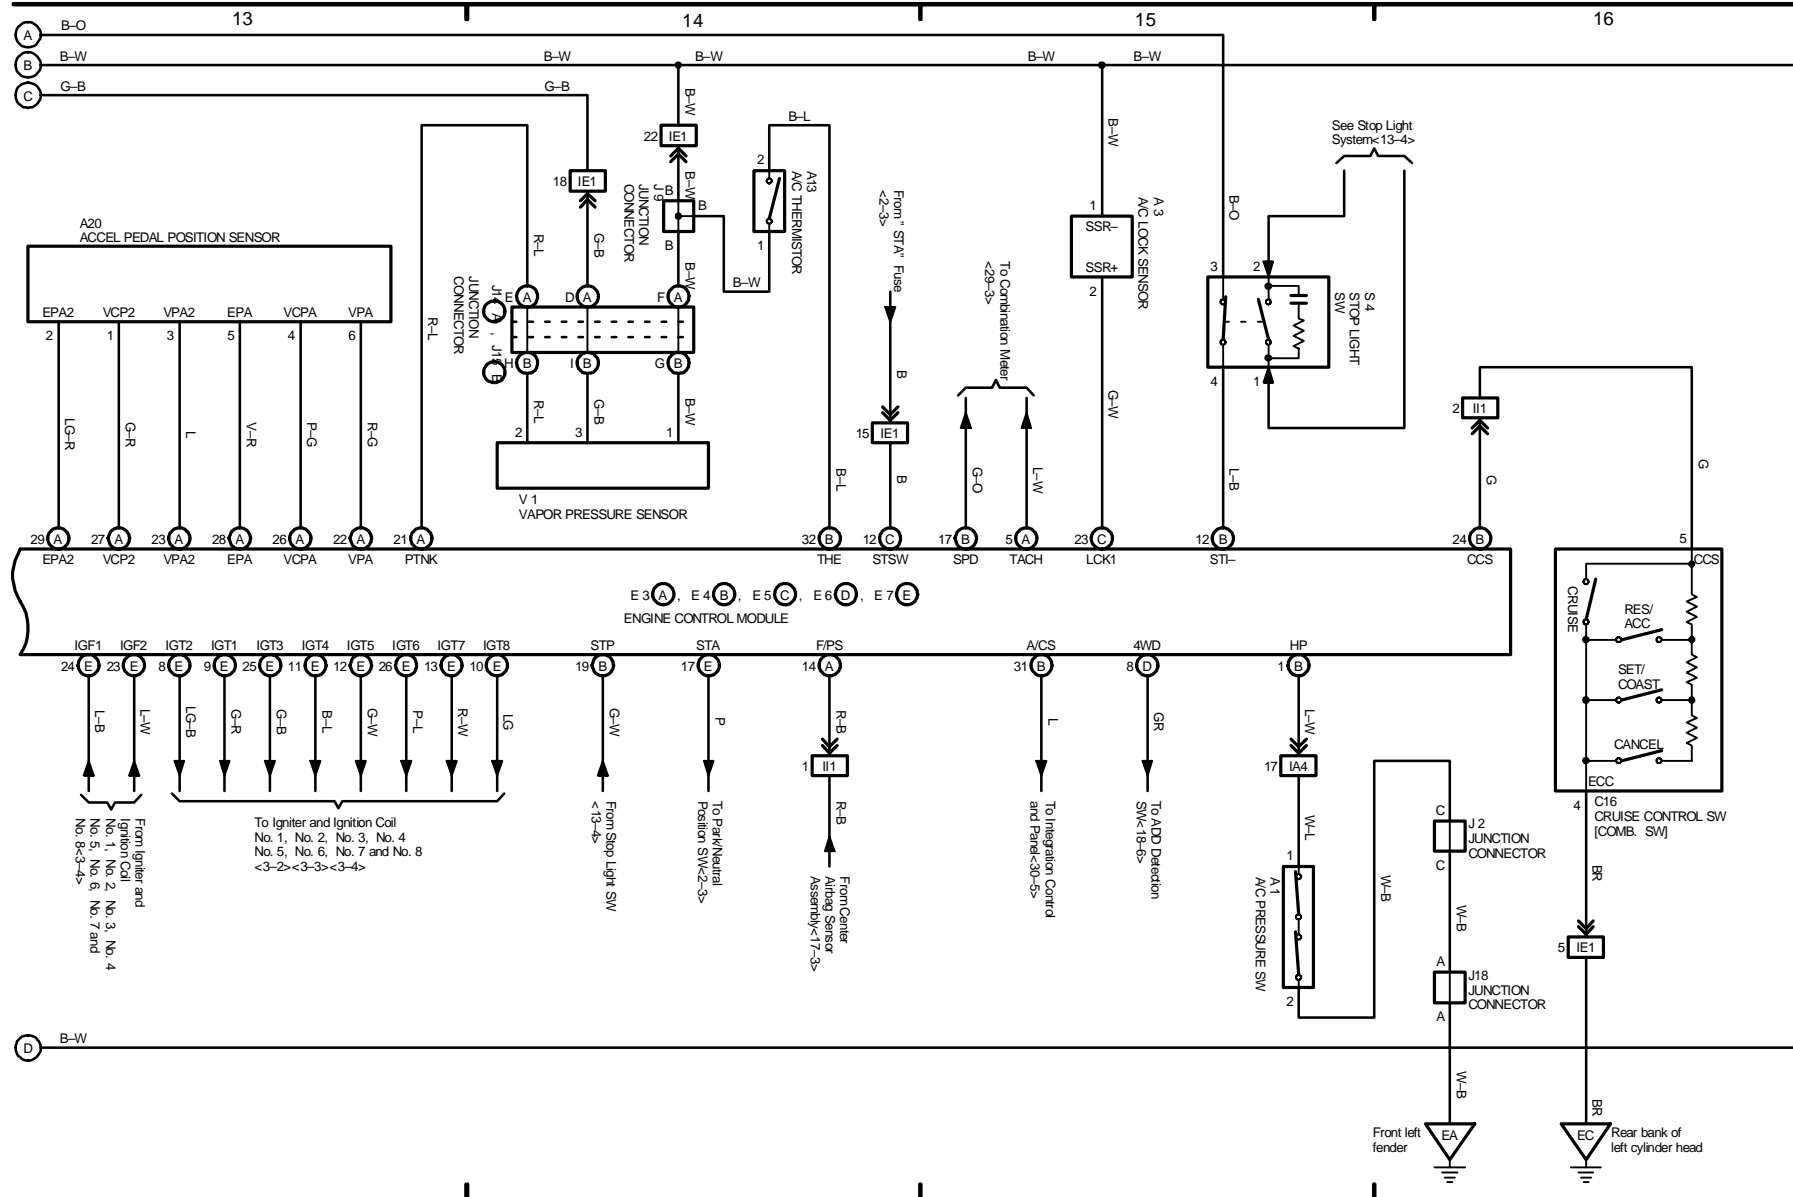 13
14
15
16
A
B–O
B
B–W
B–W
B–W
B–W
B–W
C
G–B
G–B
B–W
22 IE1
B–W
18 IE1
G–B
J 9
JUNCTION
CONNECTOR
B
B
B
B–W
B–W
B–L
2
1
A13
A/C THERMISTOR
From " STA" Fuse
<2–3>
B
15 IE1
B
To Combination Meter
<29–3>
G–O
L–W
B–W
1
SSR–
SSR+
2
A 3
A/C LOCK SENSOR
G–W
B–O
See Stop Light
System<13–4>
3
2
4
1
S 4
STOP LIGHT
SW
L–B
2 II1
G
G
A20
ACCEL PEDAL POSITION SENSOR
EPA2
VCP2
VPA2
EPA
VCPA
VPA
2
1
3
5
4
6
LG–R
G–R
L
V–R
P–G
R–G
R–L
R–L
JUNCTION
CONNECTOR
E A
D A
F A
H B
I B
G B
R–L
G–B
B–W
2
3
1
V 1
VAPOR PRESSURE SENSOR
B–L
29 A
27 A
23 A
28 A
26 A
22 A
21 A
32 B
12 C
17 B
5 A
23 C
12 B
24 B
EPA2
VCP2
VPA2
EPA
VCPA
VPA
PTNK
THE
STSW
SPD
TACH
LCK1
STI–
CCS
E 3 A , E 4 B , E 5 C , E 6 D , E 7 E
ENGINE CONTROL MODULE
IGF1
IGF2
IGT2
IGT1
IGT3
IGT4
IGT5
IGT6
IGT7
IGT8
STP
STA
F/PS
A/CS
4WD
HP
24 E
23 E
8 E
9 E
25 E
11 E
12 E
26 E
13 E
10 E
19 B
17 E
14 A
31 B
8 D
1 B
L–B
L–W
LG–B
G–R
G–B
B–L
G–W
P–L
R–W
LG
G–W
P
R–B
L
GR
L–W
From Igniter and
Ignition Coil
No. 1, No. 2, No. 3, No. 4
No. 5, No. 6, No. 7 and
No. 8<3–4>
To Igniter and Ignition Coil
No. 1, No. 2, No. 3, No. 4
No. 5, No. 6, No. 7 and No. 8
<3–2><3–3><3–4>
From Stop Light SW
<13–4>
To Park/Neutral
Position SW<2–3>
1 II1
R–B
From Center
Airbag Sensor
Assembly<17–3>
To Integration Control
and Panel<30–5>
To ADD Detection
SW<18–6>
17 IA4
W–L
1
A 1
A/C PRESSURE SW
2
W–B
C
J 2
JUNCTION
CONNECTOR
C
W–B
A
J18
JUNCTION
CONNECTOR
A
W–B
EA
Front left
fender
5
CCS
CRUISE
RES/
ACC
SET/
COAST
CANCEL
ECC
4
C16
CRUISE CONTROL SW
[COMB. SW]
BR
5 IE1
BR
EC
Rear bank of
left cylinder head
D
B–W